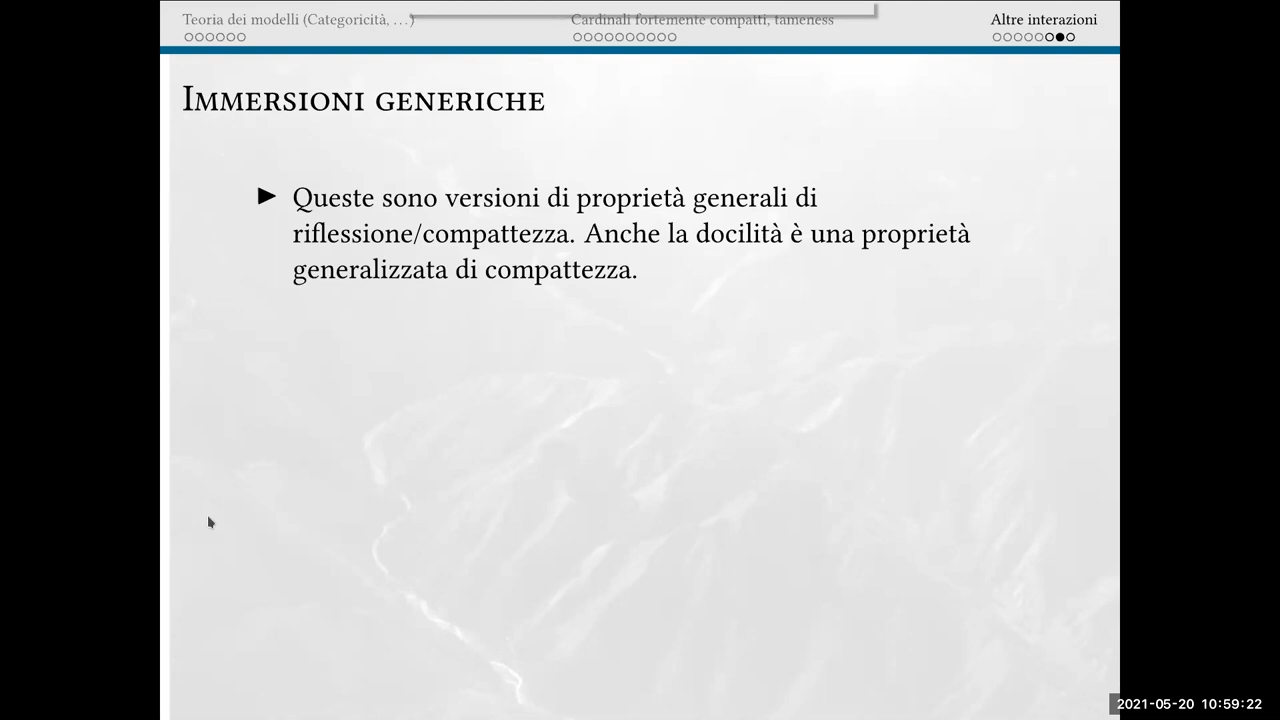 Teoria dei modelli (Categoricità, …)
Cardinali fortemente compatti, tameness
Altre interazioni
Immersioni generiche
Queste sono versioni di proprietà generali di
riflessione/compattezza. Anche la docilità è una proprietà
generalizzata di compattezza.
2021-05-20 10:59:22